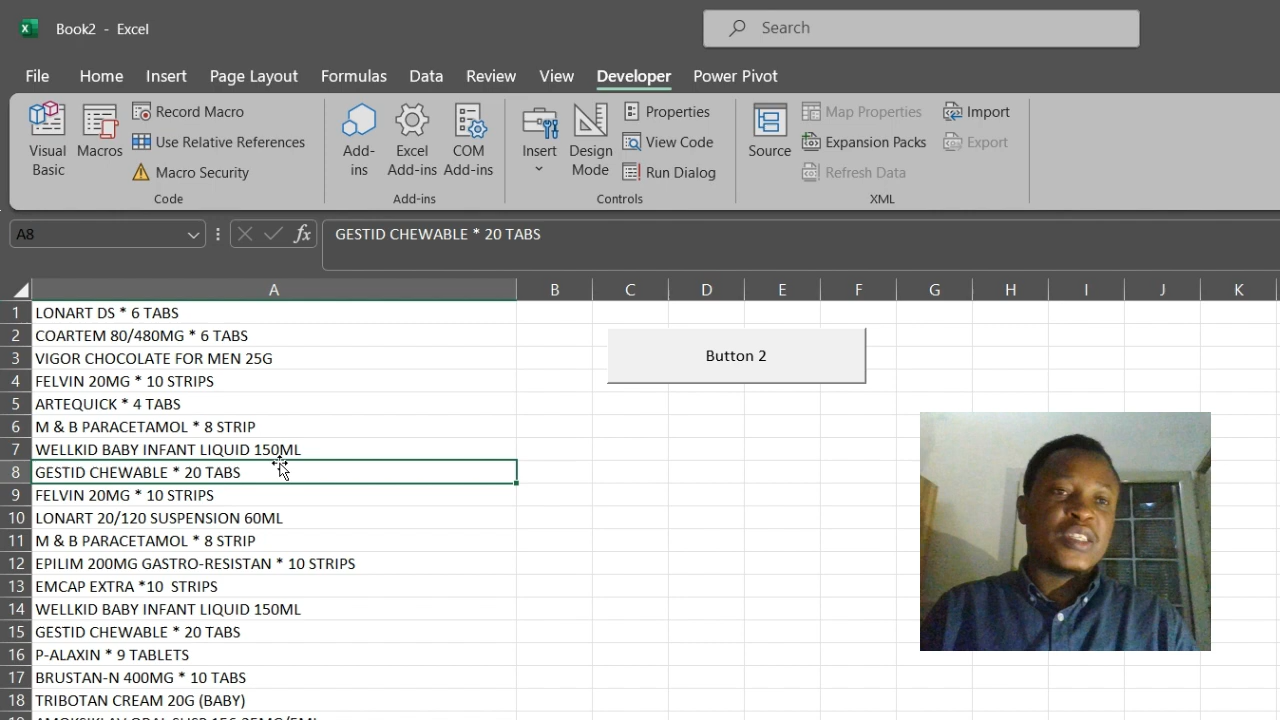 Book2 - Excel
Search
File Home Insert Page Layout Formulas Data Review View Developer Power Pivot
Visual Basic
Macros
Record Macro
Use Relative References
Macro Security
Code
Add-ins
Excel Add-ins
COM Add-ins
Add-ins
Insert
Design Mode
Properties
View Code
Run Dialog
Controls
Source
Map Properties
Expansion Packs
Refresh Data
Import
Export
XML
A8
fx
GESTID CHEWABLE * 20 TABS
A B C D E F G H I J K
1 LONART DS * 6 TABS
2 COARTEM 80/480MG * 6 TABS
3 VIGOR CHOCOLATE FOR MEN 25G
4 FELVIN 20MG * 10 STRIPS
5 ARTEQUICK * 4 TABS
6 M & B PARACETAMOL * 8 STRIP
7 WELLKID BABY INFANT LIQUID 150ML
8 GESTID CHEWABLE * 20 TABS
9 FELVIN 20MG * 10 STRIPS
10 LONART 20/120 SUSPENSION 60ML
11 M & B PARACETAMOL * 8 STRIP
12 EPILIM 200MG GASTRO-RESISTAN * 10 STRIPS
13 EMCAP EXTRA *10  STRIPS
14 WELLKID BABY INFANT LIQUID 150ML
15 GESTID CHEWABLE * 20 TABS
16 P-ALAXIN * 9 TABLETS
17 BRUSTAN-N 400MG * 10 TABS
18 TRIBOTAN CREAM 20G (BABY)
Button 2